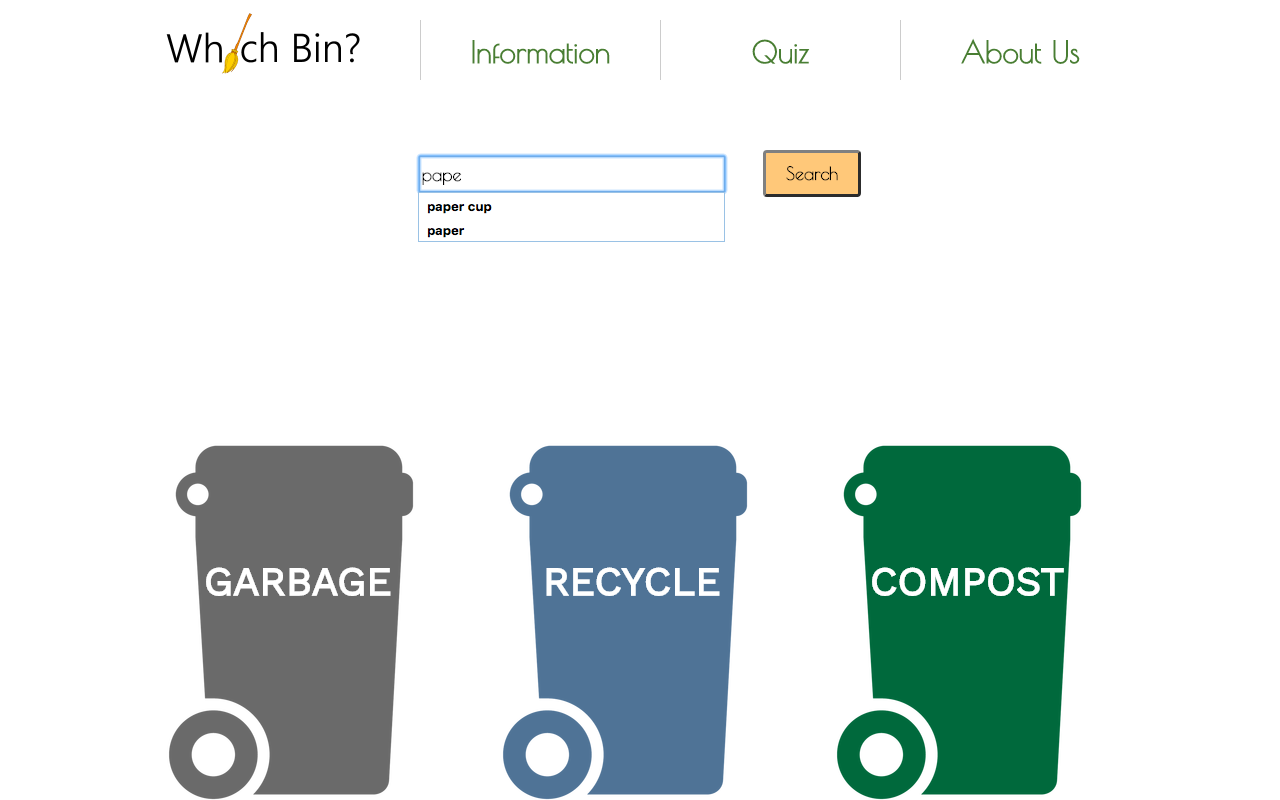 Which Bin?
Information
Quiz
About Us
pape
Search
paper cup
paper
GARBAGE
RECYCLE
COMPOST